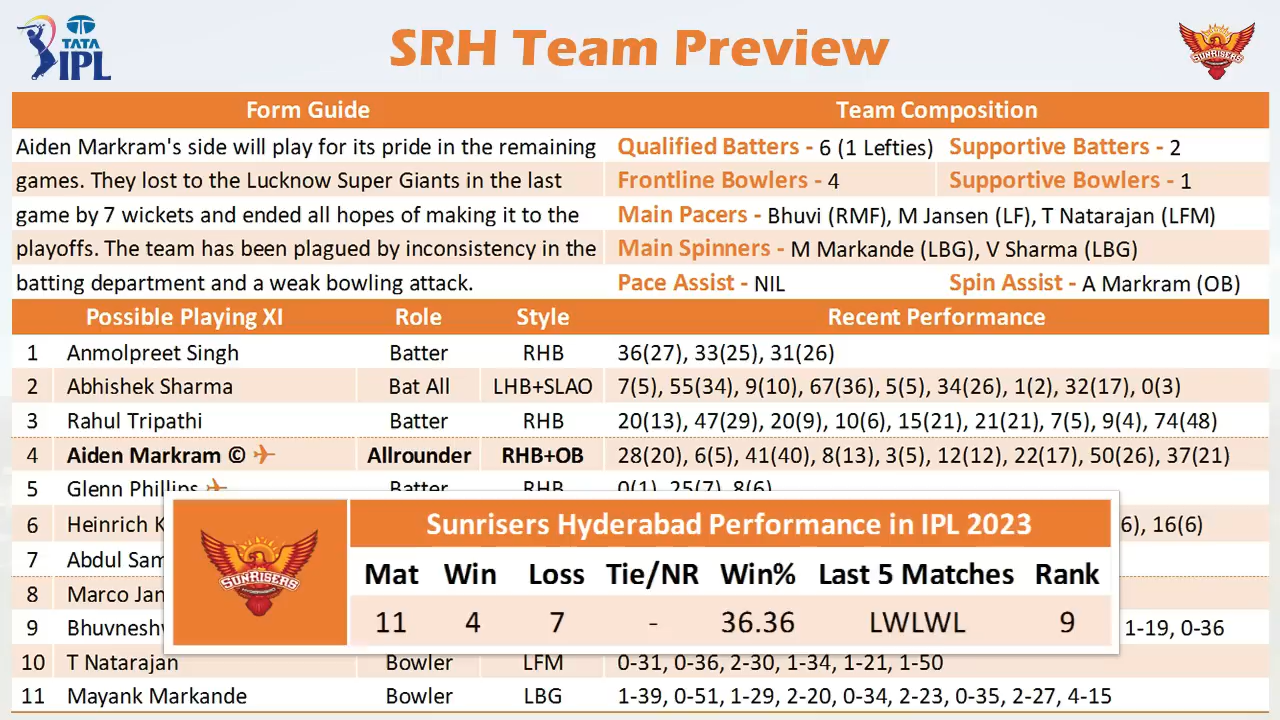 TATA
IPL
SRH Team Preview
SUNRISERS
Form Guide
Team Composition
Aiden Markram's side will play for its pride in the remaining
games. They lost to the Lucknow Super Giants in the last
game by 7 wickets and ended all hopes of making it to the
playoffs. The team has been plagued by inconsistency in the
batting department and a weak bowling attack.
Qualified Batters - 6 (1 Lefties) Supportive Batters - 2
Frontline Bowlers - 4 Supportive Bowlers - 1
Main Pacers - Bhuvi (RMF), M Jansen (LF), T Natarajan (LFM)
Main Spinners - M Markande (LBG), V Sharma (LBG)
Pace Assist - NIL Spin Assist - A Markram (OB)
Possible Playing XI Role Style Recent Performance
1 Anmolpreet Singh Batter RHB 36(27), 33(25), 31(26)
2 Abhishek Sharma Bat All LHB+SLAO 7(5), 55(34), 9(10), 67(36), 5(5), 34(26), 1(2), 32(17), 0(3)
3 Rahul Tripathi Batter RHB 20(13), 47(29), 20(9), 10(6), 15(21), 21(21), 7(5), 9(4), 74(48)
4 Aiden Markram © Allrounder RHB+OB 28(20), 6(5), 41(40), 8(13), 3(5), 12(12), 22(17), 50(26), 37(21)
5 Glenn Phillips Batter RHB 0(1), 25(7), 8(6)
6 Heinrich K 6), 16(6)
7 Abdul Sam
8 Marco Jan
9 Bhuvneshw 1-19, 0-36
10 T Natarajan Bowler LFM 0-31, 0-36, 2-30, 1-34, 1-21, 1-50
11 Mayank Markande Bowler LBG 1-39, 0-51, 1-29, 2-20, 0-34, 2-23, 0-35, 2-27, 4-15
SUNRISERS
Sunrisers Hyderabad Performance in IPL 2023
Mat Win Loss Tie/NR Win% Last 5 Matches Rank
11 4 7 - 36.36 LWLWL 9